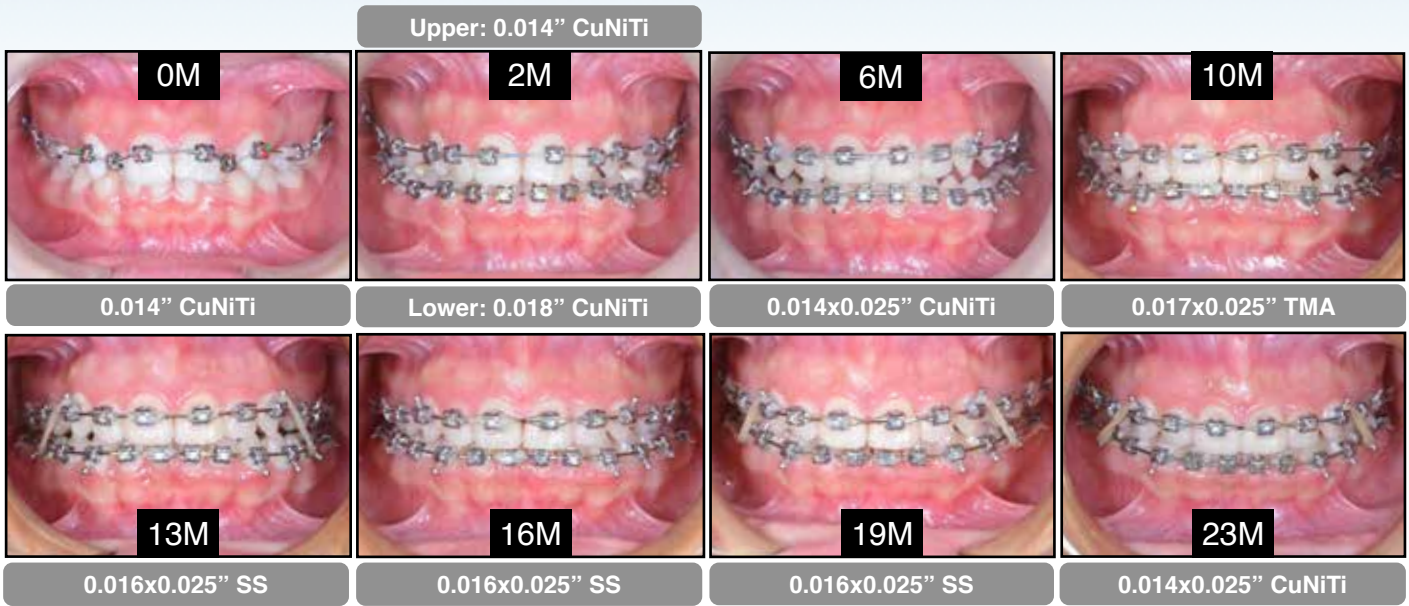 Upper: 0.014” CuNiTi
0M
2M
6M
10M
0.014” CuNiTi
Lower: 0.018” CuNiTi
0.014x0.025” CuNiTi
0.017x0.025” TMA
13M
16M
19M
23M
0.016x0.025” SS
0.016x0.025” SS
0.016x0.025” SS
0.014x0.025” CuNiTi